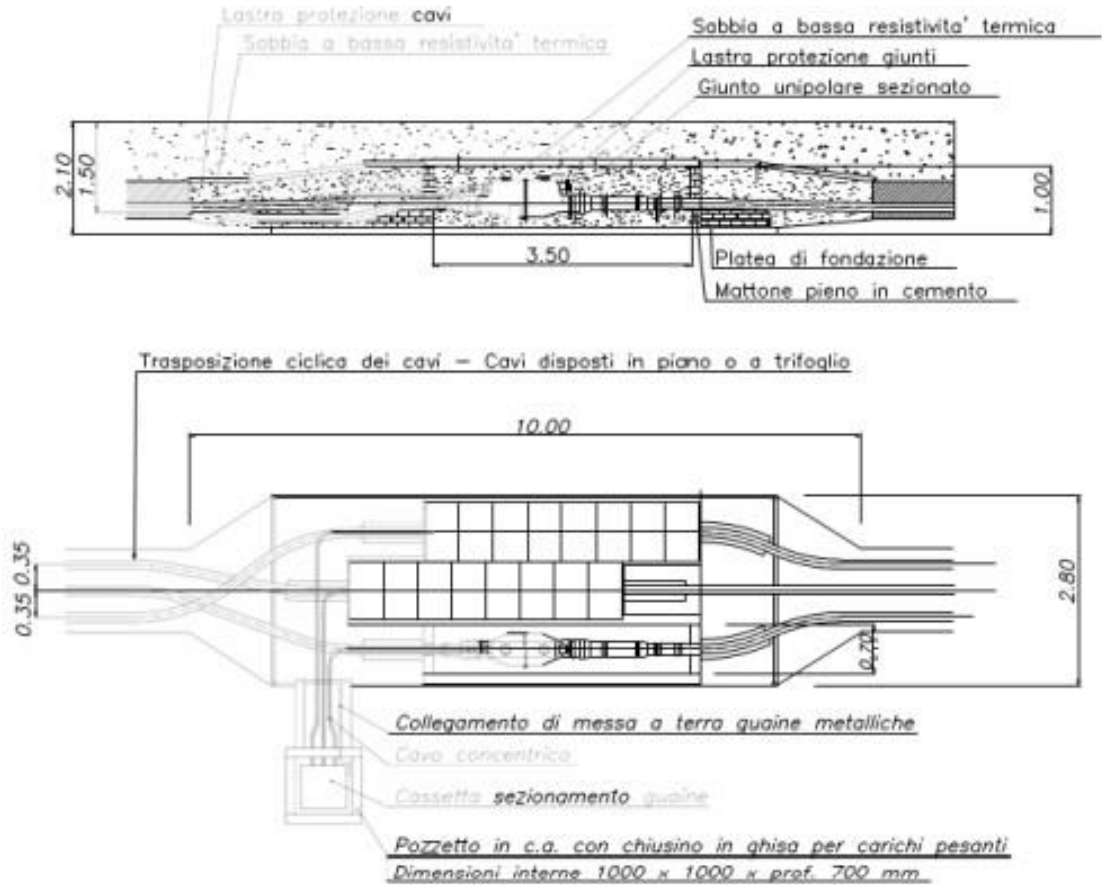 Lastra protezione cavi
Sabbia a bassa resistivita' termica
Sabbia a bassa resistivita' termica
Lastra protezione giunti
Giunto unipolare sezionato
2.10
1.50
1.00
3.50
Platea di fondazione
Mattone pieno in cemento
Trasposizione ciclica dei cavi – Cavi disposti in piano o a trifoglio
10.00
0.35
0.35
2.80
0.70
Collegamento di messa a terra guaine metalliche
Cavo concentrico
Cassetta sezionamento guaine
Pozzetto in c.a. con chiusino in ghisa per carichi pesanti
Dimensioni interne 1000 x 1000 x prof. 700 mm